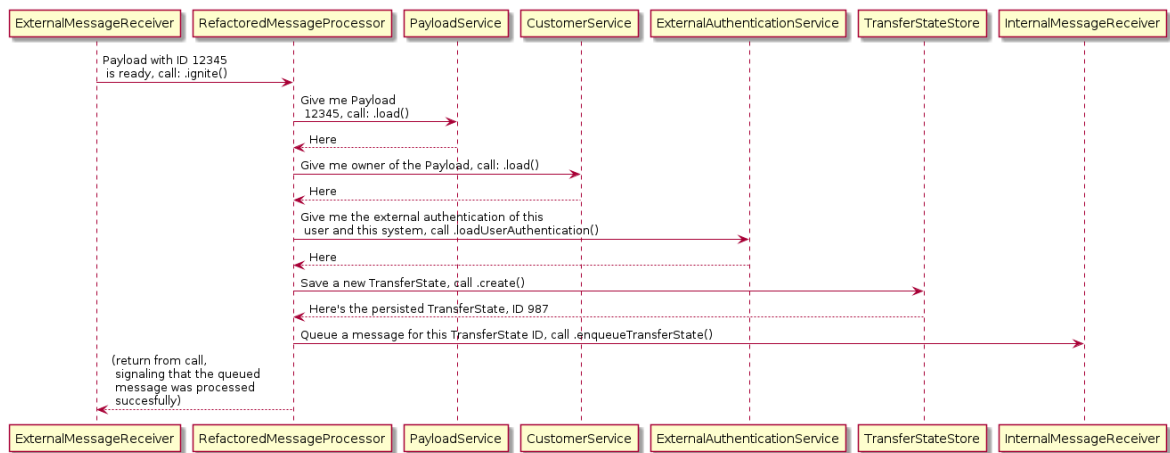 ExternalMessageReceiver RefactoredMessageProcessor PayloadService CustomerService ExternalAuthenticationService TransferStateStore InternalMessageReceiver
Payload with ID 12345
is ready, call: .ignite()
Give me Payload
12345, call: .load()
Here
Give me owner of the Payload, call: .load()
Here
Give me the external authentication of this
user and this system, call .loadUserAuthentication()
Here
Save a new TransferState, call .create()
Here's the persisted TransferState, ID 987
Queue a message for this TransferState ID, call .enqueueTransferState()
(return from call,
signaling that the queued
message was processed
succesfully)
ExternalMessageReceiver RefactoredMessageProcessor PayloadService CustomerService ExternalAuthenticationService TransferStateStore InternalMessageReceiver